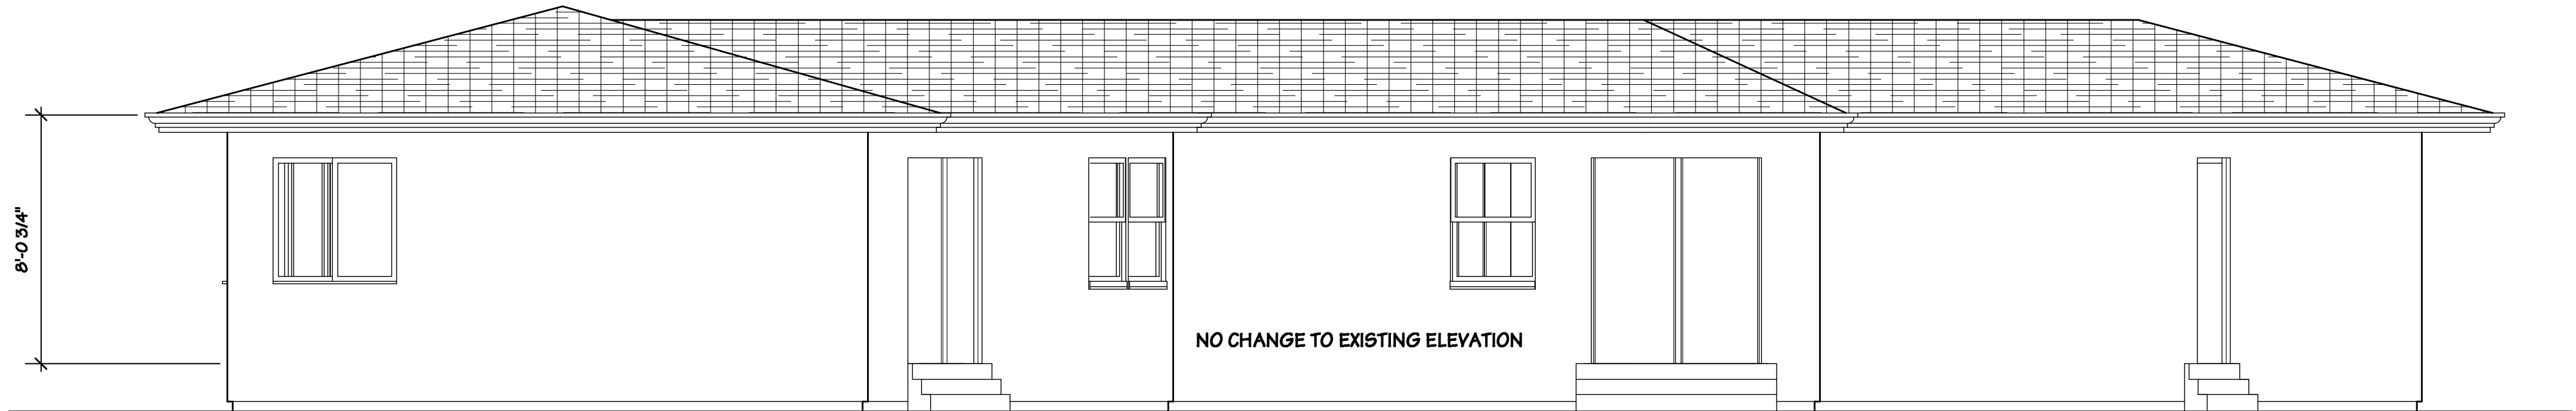 8'-0 3/4"
NO CHANGE TO EXISTING ELEVATION